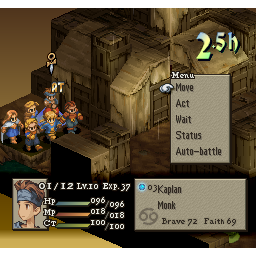 2.5h
AT
Menu
Move
Act
Wait
Status
Auto-battle
01/12 Lv.10 Exp.37
HP 096/096
MP 018/018
CT 100/100
03 Kaplan
Monk
Brave 72 Faith 69